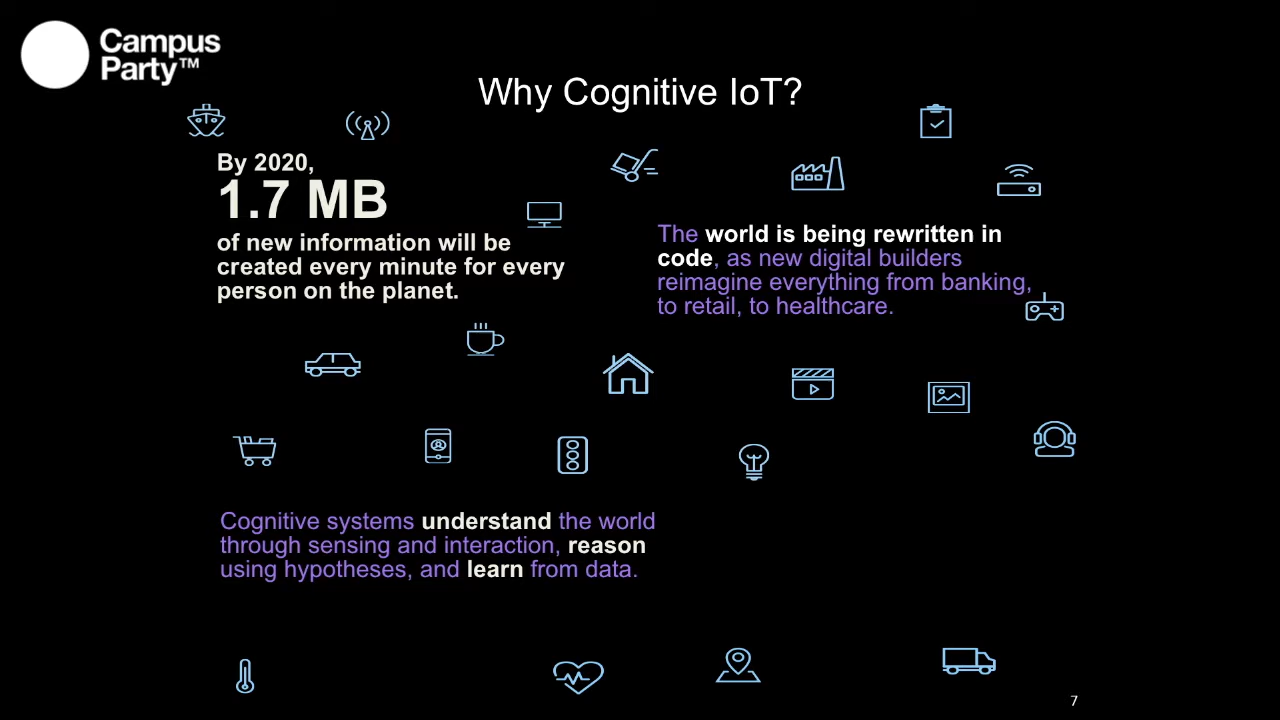 Campus
Party™
Why Cognitive IoT?
By 2020,
1.7 MB
of new information will be
created every minute for every
person on the planet.
The world is being rewritten in
code, as new digital builders
reimagine everything from banking,
to retail, to healthcare.
Cognitive systems understand the world
through sensing and interaction, reason
using hypotheses, and learn from data.
7